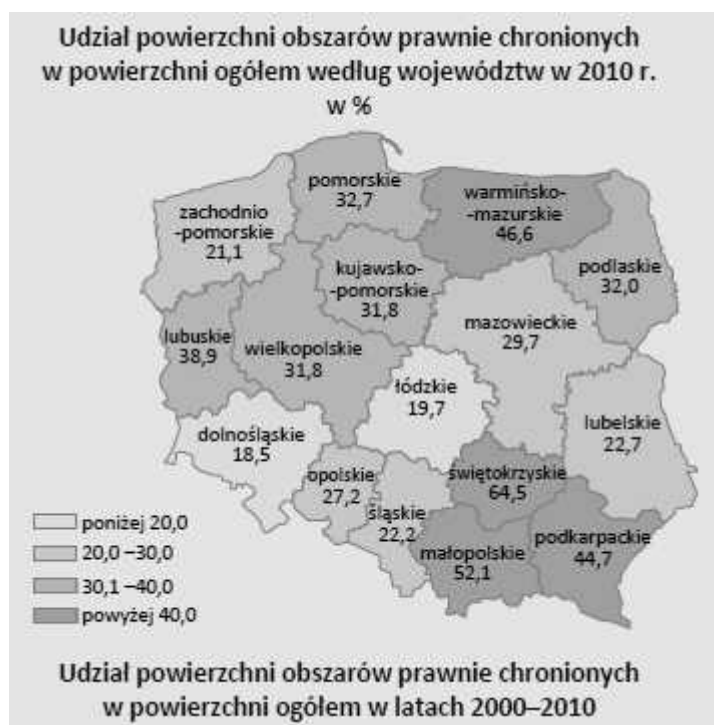 Udział powierzchni obszarów prawnie chronionych
w powierzchni ogółem według województw w 2010 r.
w %
pomorskie
32,7
warmińsko-
-mazurskie
46,6
zachodnio
-pomorskie
21,1
podlaskie
32,0
kujawsko-
-pomorskie
31,8
mazowieckie
29,7
lubuskie
38,9
wielkopolskie
31,8
łódzkie
19,7
lubelskie
22,7
dolnośląskie
18,5
opolskie
27,2
świętokrzyskie
64,5
śląskie
22,2
małopolskie
52,1
podkarpackie
44,7
poniżej 20,0
20,0 –30,0
30,1 –40,0
powyżej 40,0
Udział powierzchni obszarów prawnie chronionych
w powierzchni ogółem w latach 2000–2010